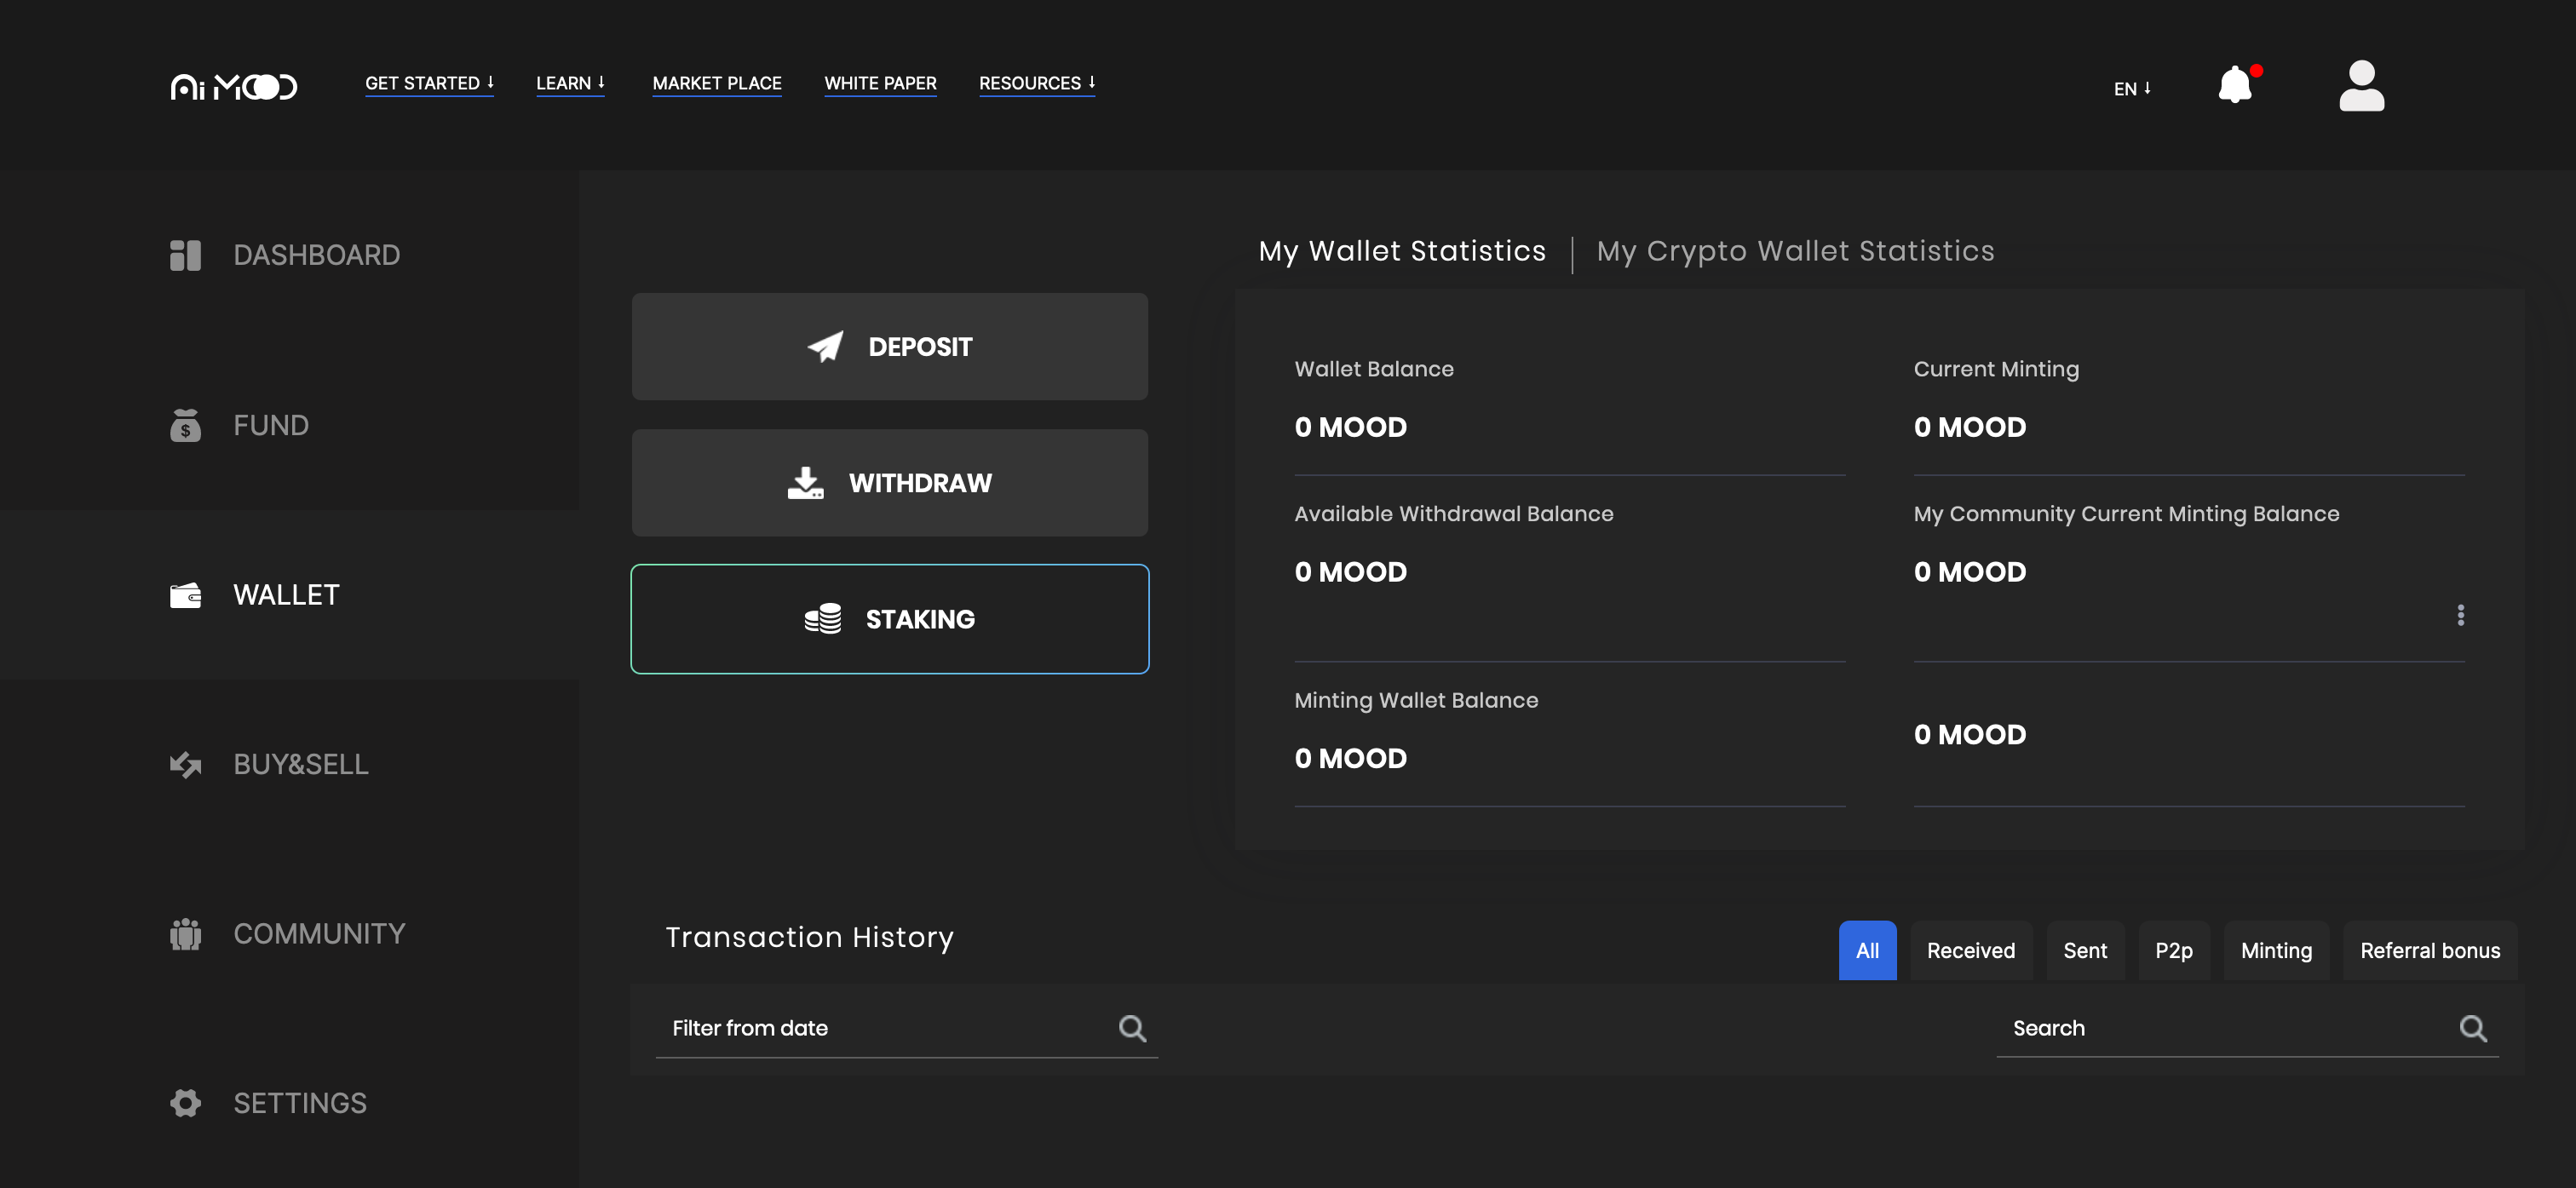 Ai MOOD
GET STARTED ↓ LEARN ↓ MARKET PLACE WHITE PAPER RESOURCES ↓ EN ↓
DASHBOARD
FUND
WALLET
BUY&SELL
COMMUNITY
SETTINGS
DEPOSIT
WITHDRAW
STAKING
My Wallet Statistics | My Crypto Wallet Statistics
Wallet Balance
0 MOOD
Current Minting
0 MOOD
Available Withdrawal Balance
0 MOOD
My Community Current Minting Balance
0 MOOD
Minting Wallet Balance
0 MOOD
0 MOOD
Transaction History
All Received Sent P2p Minting Referral bonus
Filter from date
Search